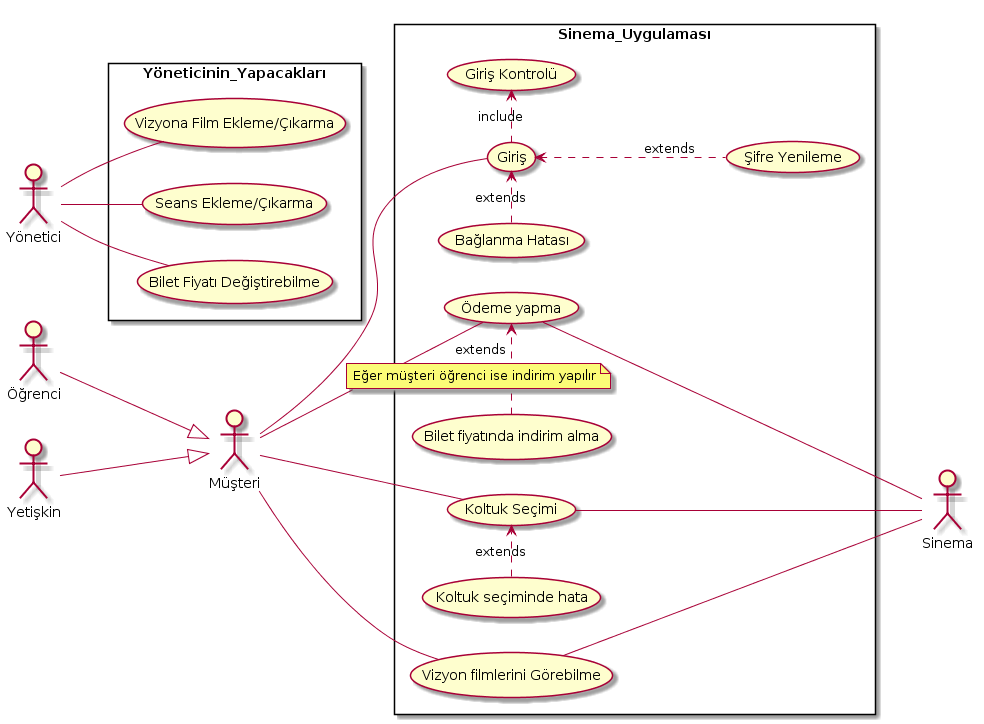 Sinema_Uygulaması
Yöneticinin_Yapacakları
Giriş Kontrolü
include
Vizyona Film Ekleme/Çıkarma
Giriş
extends
Şifre Yenileme
extends
Seans Ekleme/Çıkarma
Yönetici
Bağlanma Hatası
Bilet Fiyatı Değiştirebilme
Ödeme yapma
extends
Eğer müşteri öğrenci ise indirim yapılır
Öğrenci
Bilet fiyatında indirim alma
Müşteri
Yetişkin
Koltuk Seçimi
Sinema
extends
Koltuk seçiminde hata
Vizyon filmlerini Görebilme